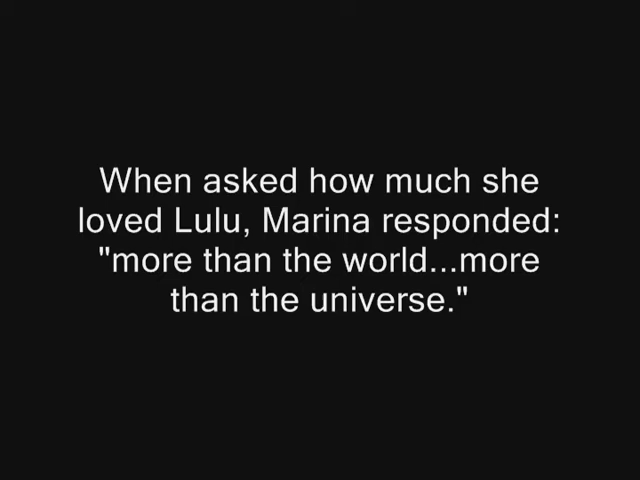 When asked how much she
loved Lulu, Marina responded:
"more than the world...more
than the universe."